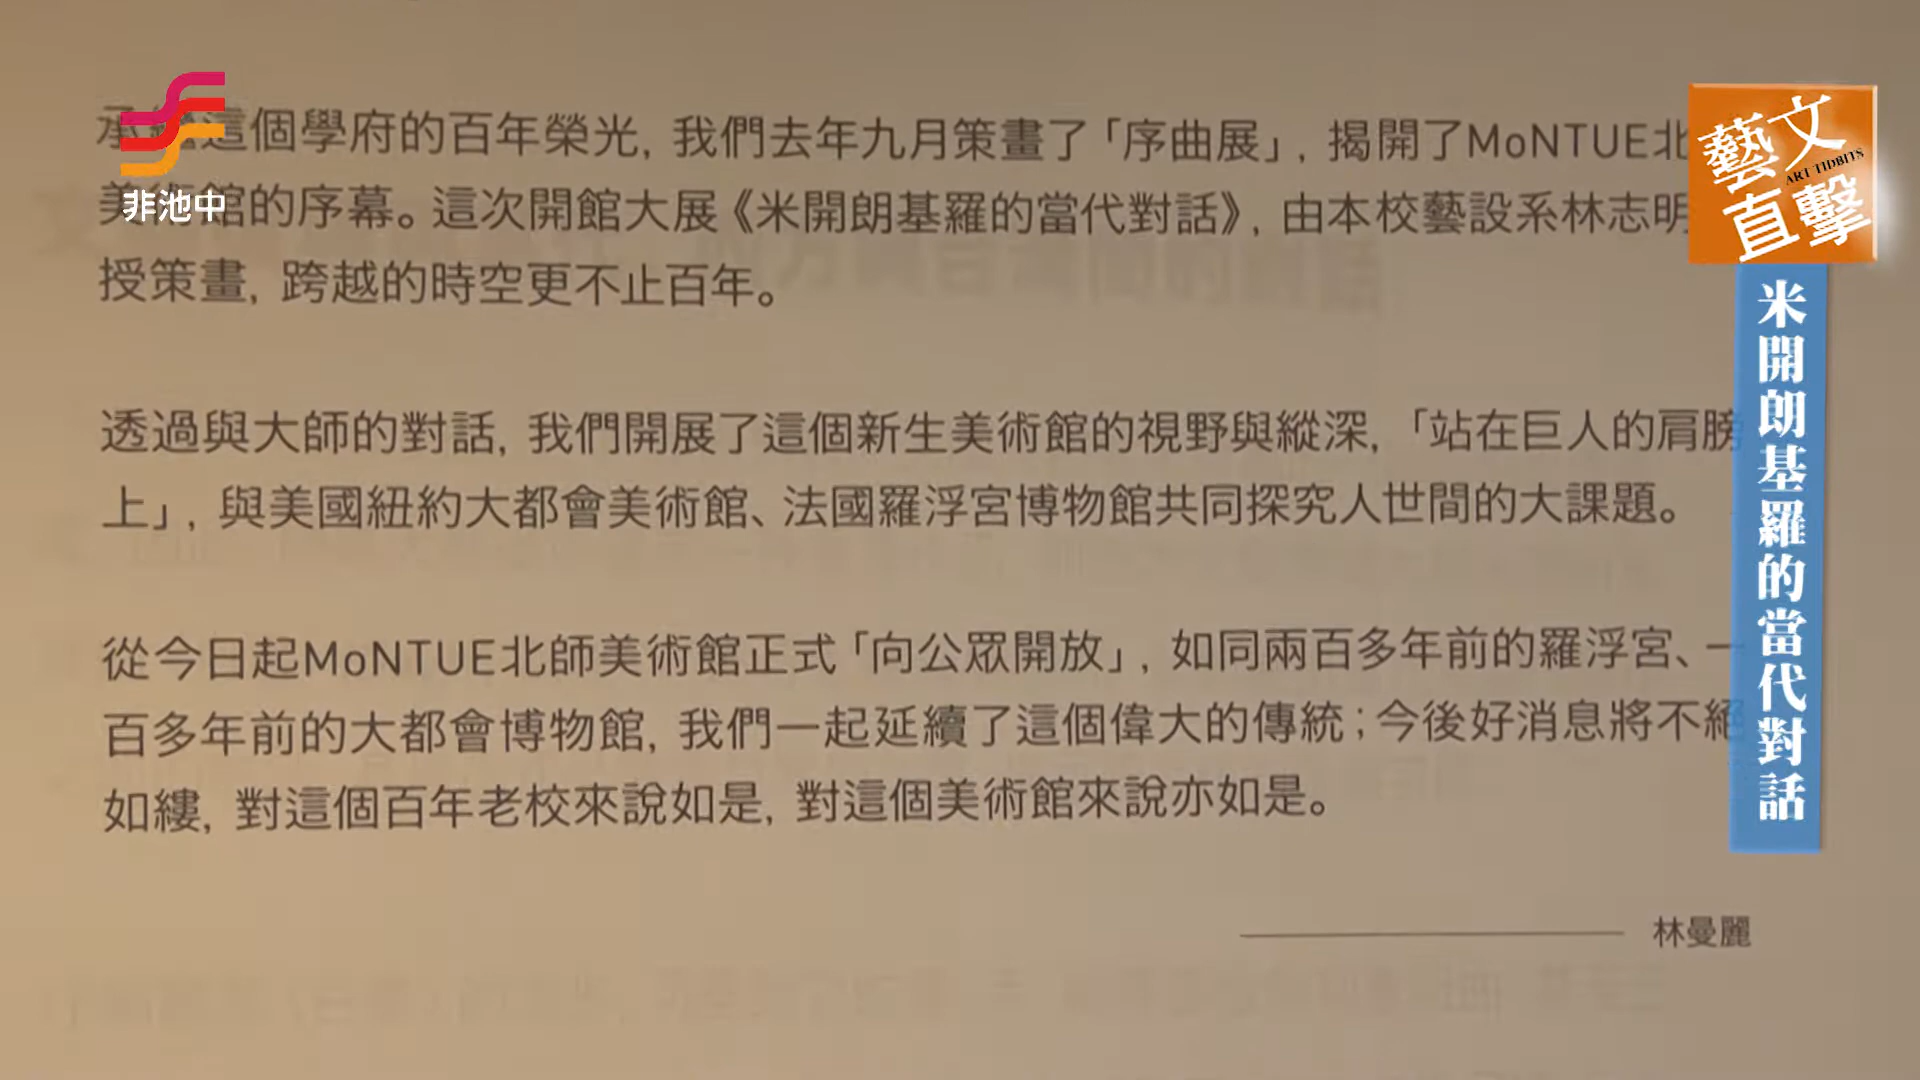 承繼這個學府的百年榮光，我們去年九月策畫了「序曲展」，揭開了MoNTUE北
美術館的序幕。這次開館大展《米開朗基羅的當代對話》，由本校藝設系林志明
授策畫，跨越的時空更不止百年。
透過與大師的對話，我們開展了這個新生美術館的視野與縱深，「站在巨人的肩膀
上」，與美國紐約大都會美術館、法國羅浮宮博物館共同探究人世間的大課題。
從今日起MoNTUE北師美術館正式「向公眾開放」，如同兩百多年前的羅浮宮、一
百多年前的大都會博物館，我們一起延續了這個偉大的傳統；今後好消息將不絕
如縷，對這個百年老校來說如是，對這個美術館來說亦如是。
林曼麗
非池中
藝文
ART TIDBITS
直擊
米開朗基羅的當代對話